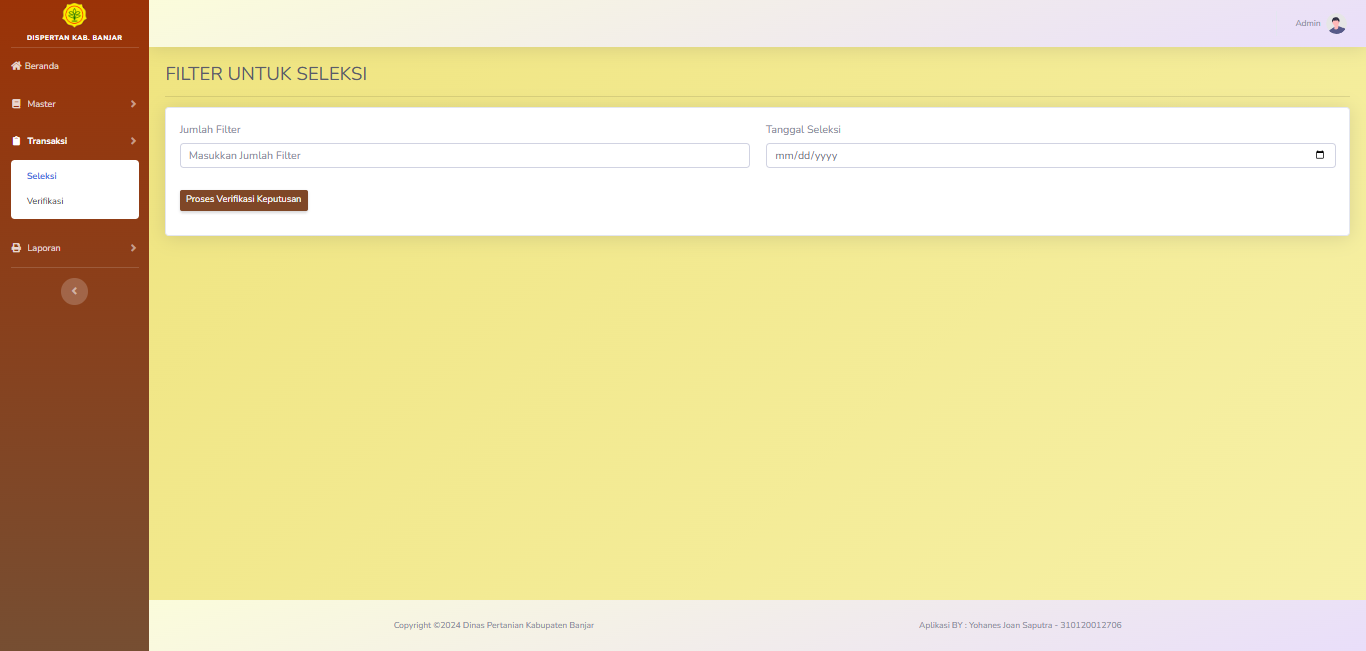 DISPERTAN KAB. BANJAR
Beranda
Master
Transaksi
Seleksi
Verifikasi
Laporan
Admin
FILTER UNTUK SELEKSI
Jumlah Filter
Masukkan Jumlah Filter
Tanggal Seleksi
mm/dd/yyyy
Proses Verifikasi Keputusan
Copyright ©2024 Dinas Pertanian Kabupaten Banjar
Aplikasi BY : Yohanes Joan Saputra - 310120012706